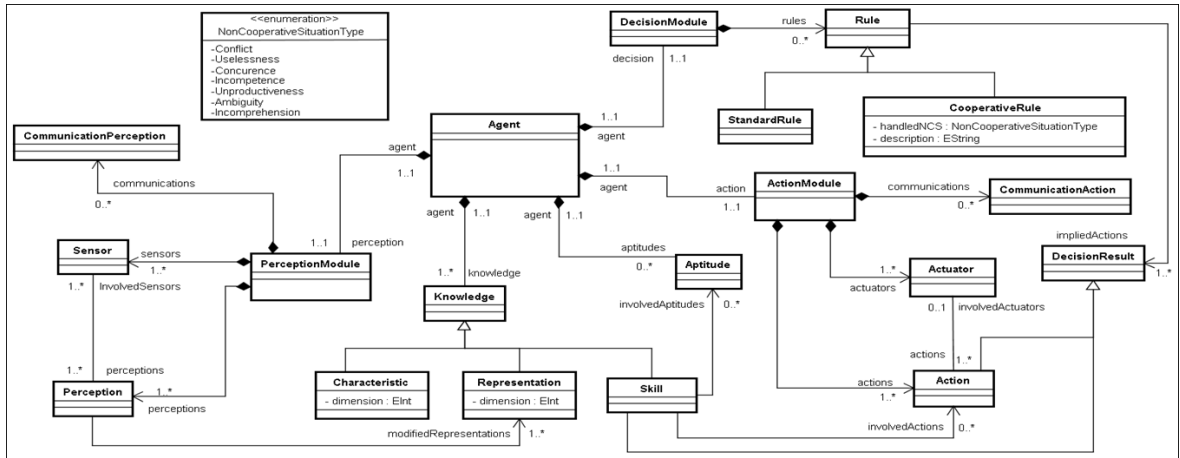 <<enumeration>>
NonCooperativeSituationType
-Conflict
-Uselessness
-Concurence
-Incompetence
-Unproductiveness
-Ambiguity
-Incomprehension
DecisionModule
rules
0..*
Rule
decision
1..1
StandardRule
CooperativeRule
- handledNCS : NonCooperativeSituationType
- description : EString
CommunicationPerception
communications
0..*
Agent
agent
1..1
1..1
agent
1..1
agent
action
1..1
ActionModule
communications
0..*
CommunicationAction
agent
1..1
agent
1..1
Sensor
sensors
1..*
1..1
perception
PerceptionModule
1..*
InvolvedSensors
1..*
knowledge
Knowledge
aptitudes
0..*
Aptitude
involvedAptitudes
0..*
1..*
actuators
Actuator
impliedActions
DecisionResult
1..*
0..1
involvedActuators
1..*
perceptions
Perception
1..*
perceptions
Characteristic
- dimension : EInt
Representation
- dimension : EInt
modifiedRepresentations
1..*
Skill
actions
1..*
actions
1..*
Action
involvedActions
0..*